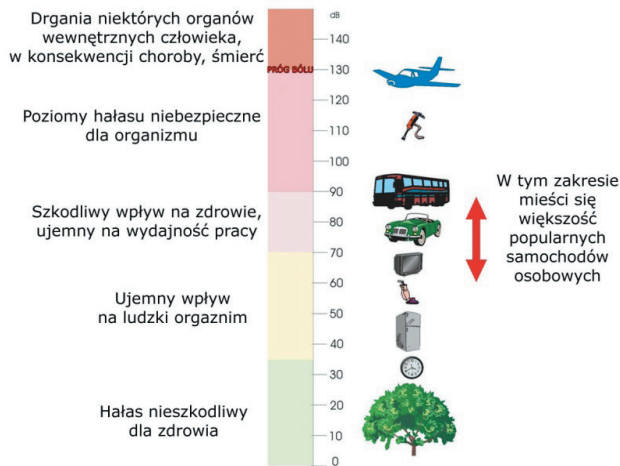 Drgania niektórych organów
wewnętrznych człowieka,
w konsekwencji choroby, śmierć
Poziomy hałasu niebezpieczne
dla organizmu
Szkodliwy wpływ na zdrowie,
ujemny na wydajność pracy
Ujemny wpływ
na ludzki orgaznim
Hałas nieszkodliwy
dla zdrowia
PRÓG BÓLU
dB
140
130
120
110
100
90
80
70
60
50
40
30
20
10
0
W tym zakresie
mieści się
większość
popularnych
samochodów
osobowych